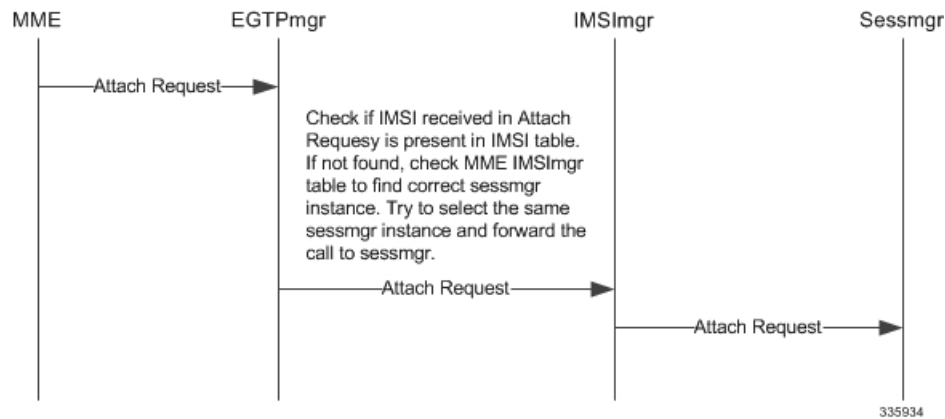 MME EGTPmgr IMSImgr Sessmgr
Attach Request
Check if IMSI received in Attach
Requesy is present in IMSI table.
If not found, check MME IMSImgr
table to find correct sessmgr
instance. Try to select the same
sessmgr instance and forward the
call to sessmgr.
Attach Request
Attach Request
335934